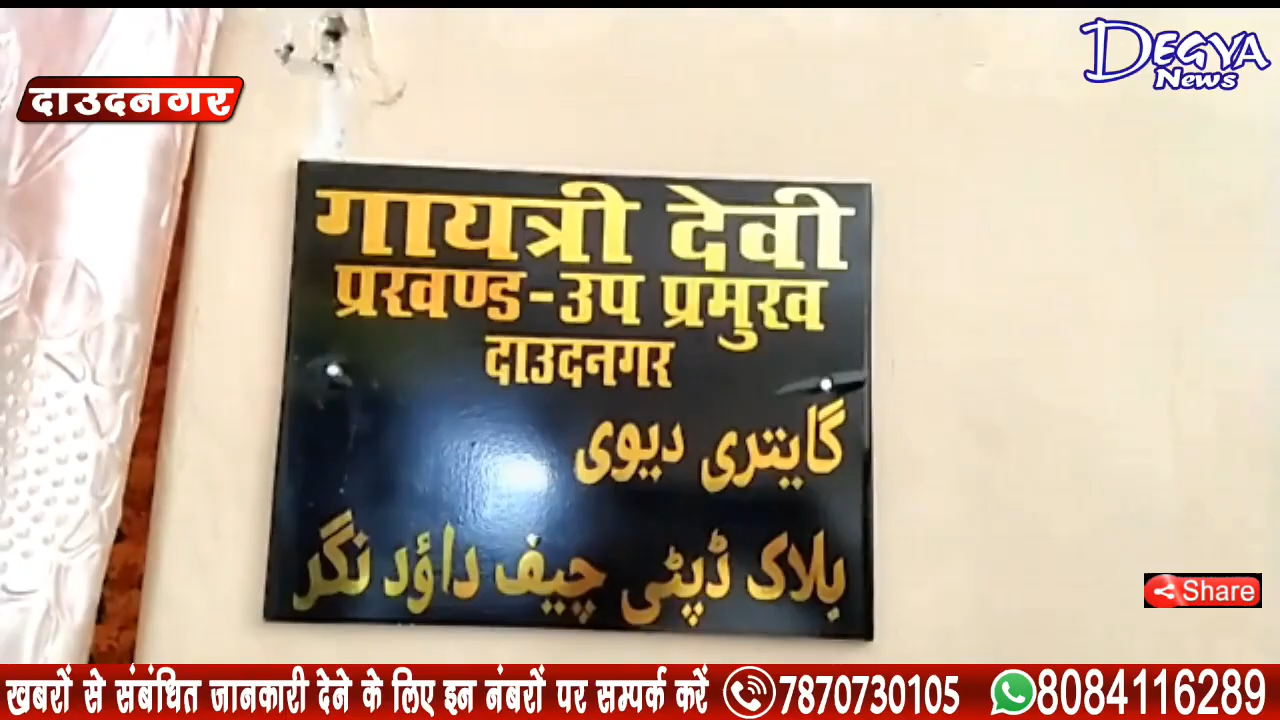 DEGYA
News
दाउदनगर
गायत्री देवी
प्रखण्ड-उप प्रमुख
दाउदनगर
گایتری دیوی
بلاک ڈپٹی چیف داؤد نگر
Share
खबरों से संबंधित जानकारी देने के लिए इन नंबरों पर सम्पर्क करें 7870730105 8084116289